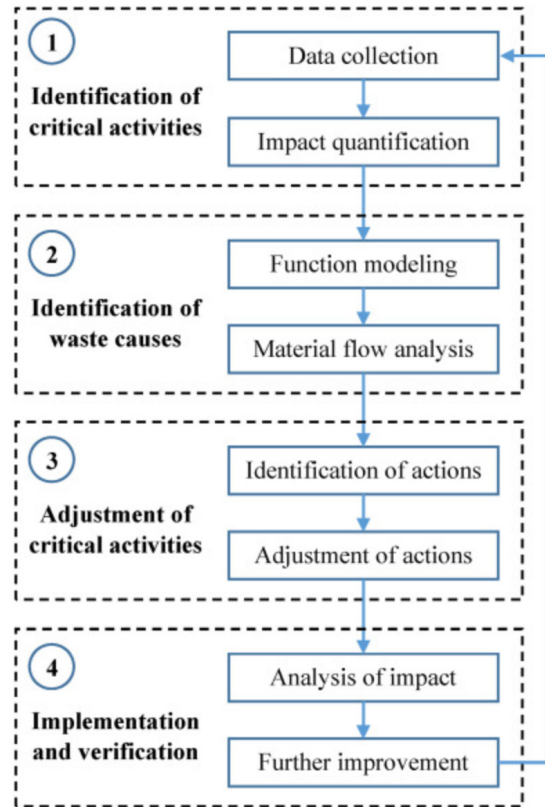 1
Identification of
critical activities
Data collection
Impact quantification
2
Identification of
waste causes
Function modeling
Material flow analysis
3
Adjustment of
critical activities
Identification of actions
Adjustment of actions
4
Implementation
and verification
Analysis of impact
Further improvement